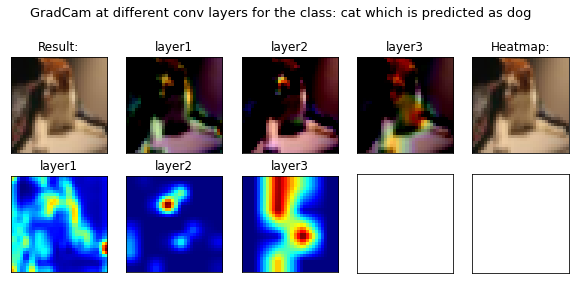 GradCam at different conv layers for the class: cat which is predicted as dog
Result:
layer1
layer2
layer3
Heatmap:
layer1
layer2
layer3